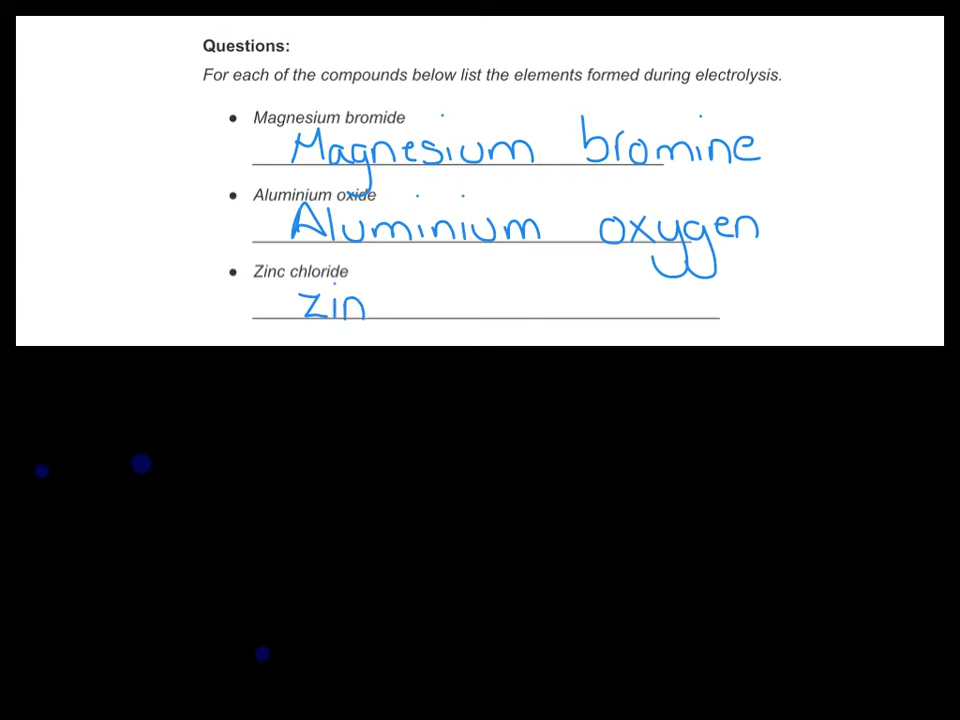 Questions:
For each of the compounds below list the elements formed during electrolysis.
● Magnesium bromide
Magnesium bromine
● Aluminium oxide
Aluminium oxygen
● Zinc chloride
zin